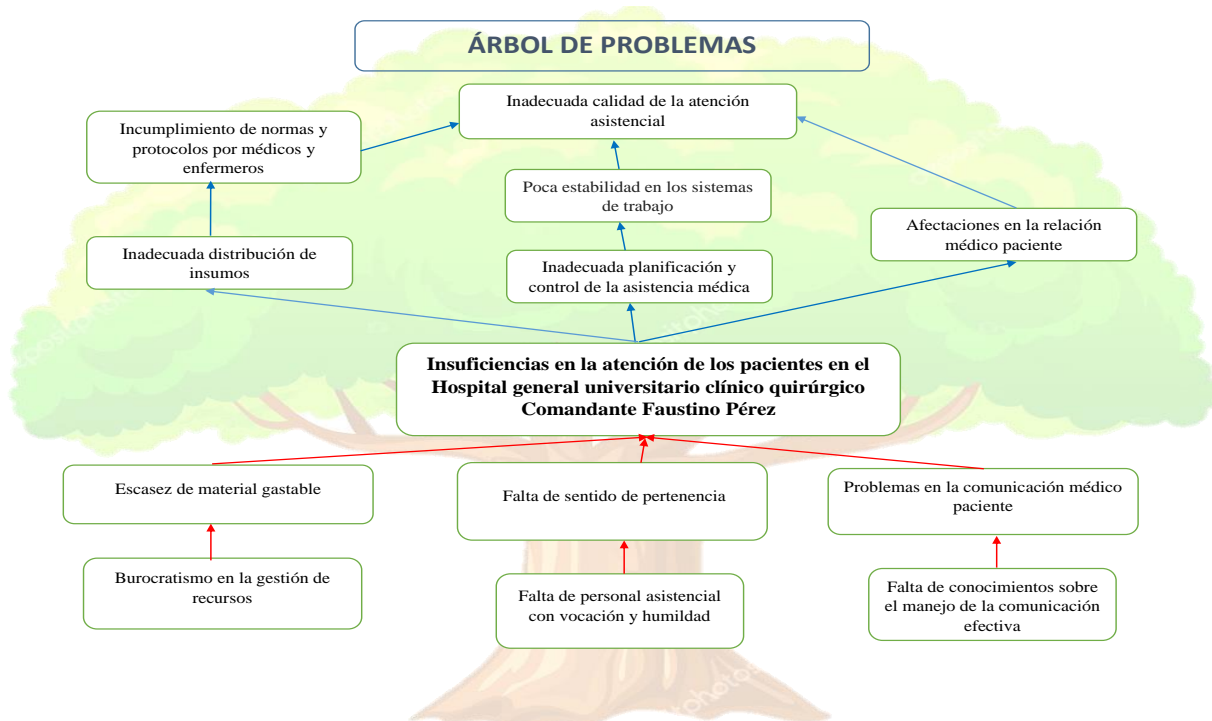 ÁRBOL DE PROBLEMAS
Inadecuada calidad de la atención
asistencial
Incumplimiento de normas y
protocolos por médicos y
enfermeros
Poca estabilidad en los sistemas
de trabajo
Afectaciones en la relación
médico paciente
Inadecuada distribución de
insumos
Inadecuada planificación y
control de la asistencia médica
Insuficiencias en la atención de los pacientes en el
Hospital general universitario clínico quirúrgico
Comandante Faustino Pérez
Escasez de material gastable
Falta de sentido de pertenencia
Problemas en la comunicación médico
paciente
Burocratismo en la gestión de
recursos
Falta de personal asistencial
con vocación y humildad
Falta de conocimientos sobre
el manejo de la comunicación
efectiva